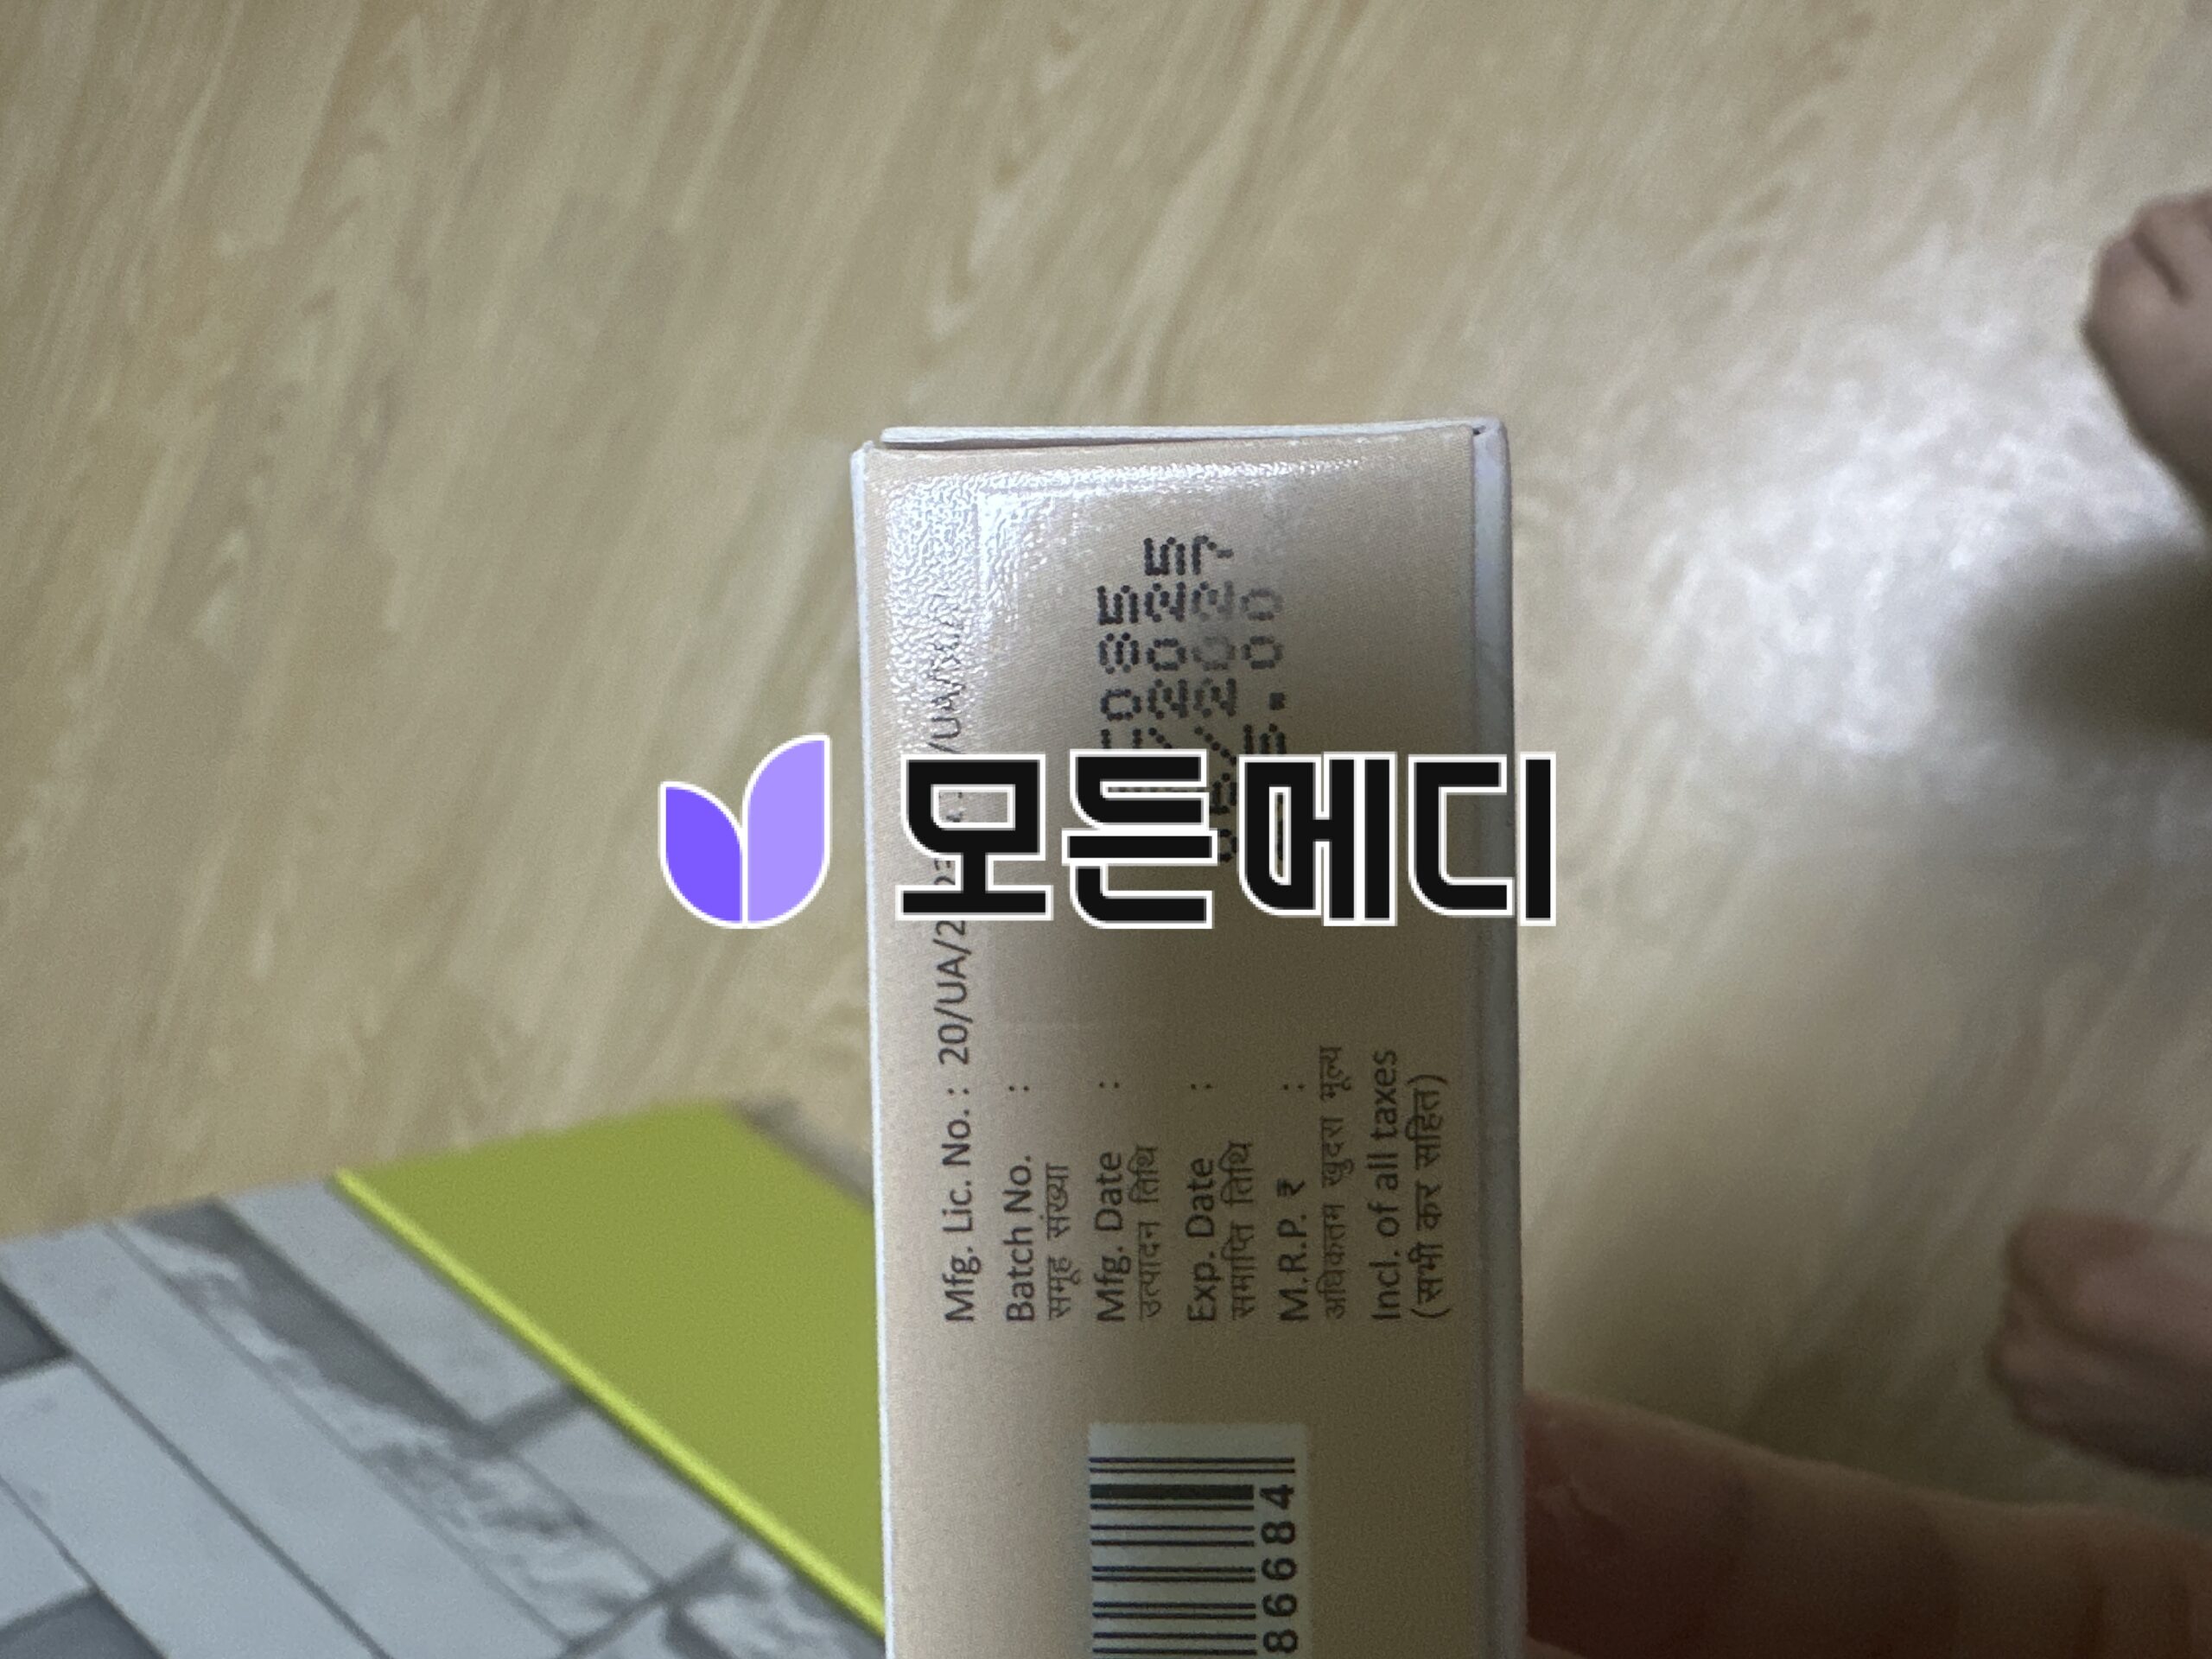 Mfg. Lic. No. : 20/UA/2
Batch No. :
समूह संख्या
Mfg. Date :
उत्पादन तिथि
Exp. Date :
समाप्ति तिथि
M.R.P. ₹ :
अधिकतम खुदरा मूल्य
Incl. of all taxes
(सभी कर सहित)
모든메디
86684